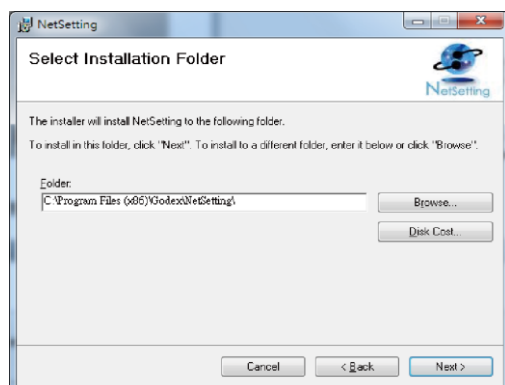 NetSetting
Select Installation Folder
NetSetting
The installer will install NetSetting to the following folder.
To install in this folder, click "Next". To install to a different folder, enter it below or click "Browse".
Folder:
C:\Program Files (x86)\Godex\NetSetting\
Browse...
Disk Cost...
Cancel
< Back
Next >